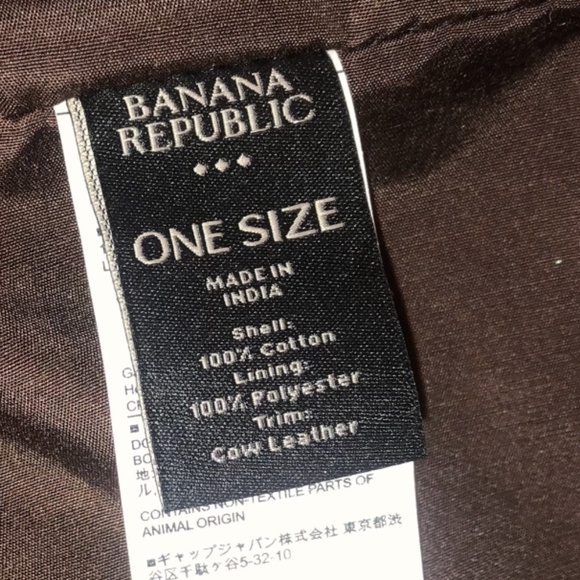 BANANA
REPUBLIC
ONE SIZE
MADE IN
INDIA
Shell:
100% Cotton
Lining:
100% Polyester
Trim:
Cow Leather
CONTAINS NON-TEXTILE PARTS OF
ANIMAL ORIGIN
ギャップジャパン株式会社 東京都渋
谷区千駄ヶ谷5-32-10